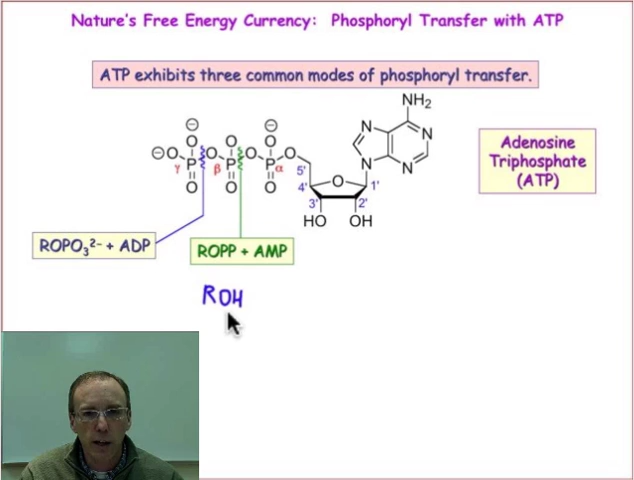 Nature's Free Energy Currency: Phosphoryl Transfer with ATP
ATP exhibits three common modes of phosphoryl transfer.
NH₂
N
N
N
N
Adenosine
Triphosphate
(ATP)
⊖ O ⊖ O O ⊖
⊖O P O P O P O
γ β α
O O O
5'
4'
O
1'
3'
2'
HO OH
ROPO₃²⁻ + ADP
ROPP + AMP
ROH